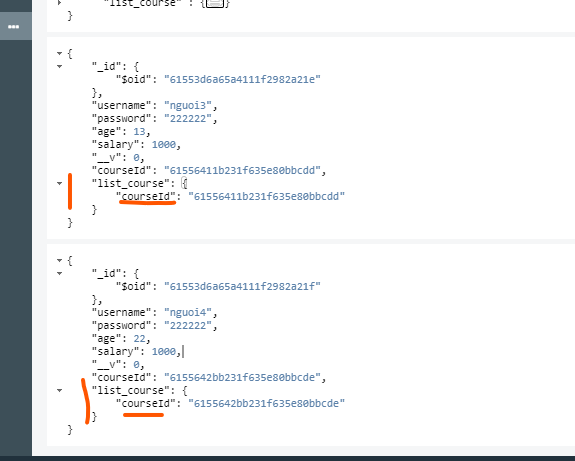 "list_course" : {
}
{
"_id": {
"$oid": "61553d6a65a4111f2982a21e"
},
"username": "nguoi3",
"password": "222222",
"age": 13,
"salary": 1000,
"__v": 0,
"courseId": "61556411b231f635e80bbcdd",
"list_course": {
"courseId": "61556411b231f635e80bbcdd"
}
}
{
"_id": {
"$oid": "61553d6a65a4111f2982a21f"
},
"username": "nguoi4",
"password": "222222",
"age": 22,
"salary": 1000,
"__v": 0,
"courseId": "6155642bb231f635e80bbcde",
"list_course": {
"courseId": "6155642bb231f635e80bbcde"
}
}